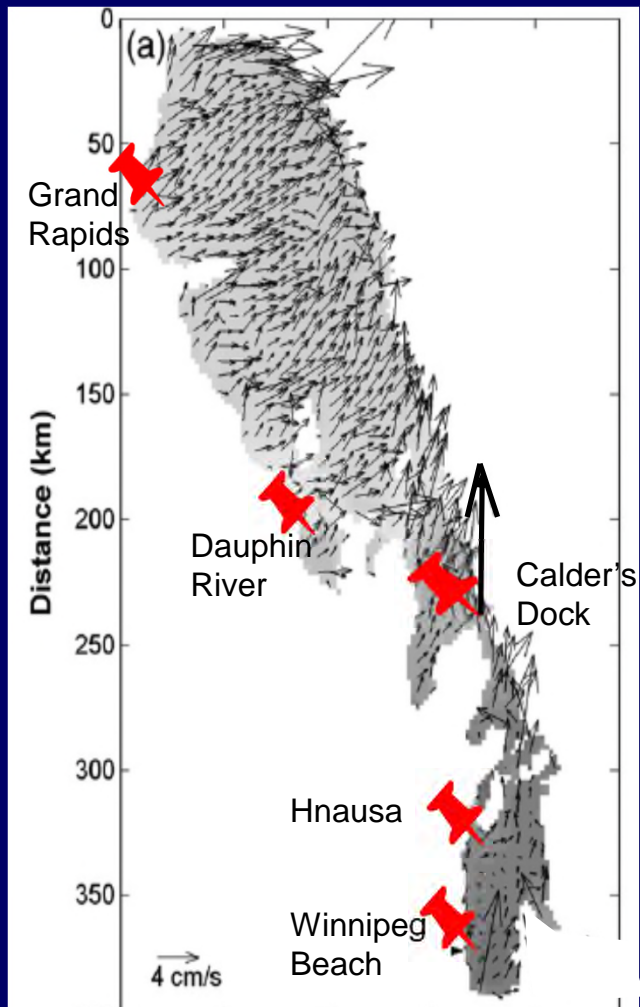 0
(a)
50
Grand
Rapids
100
150
Distance (km)
200
Dauphin
River
Calder's
Dock
250
300
Hnausa
350
Winnipeg
Beach
4 cm/s